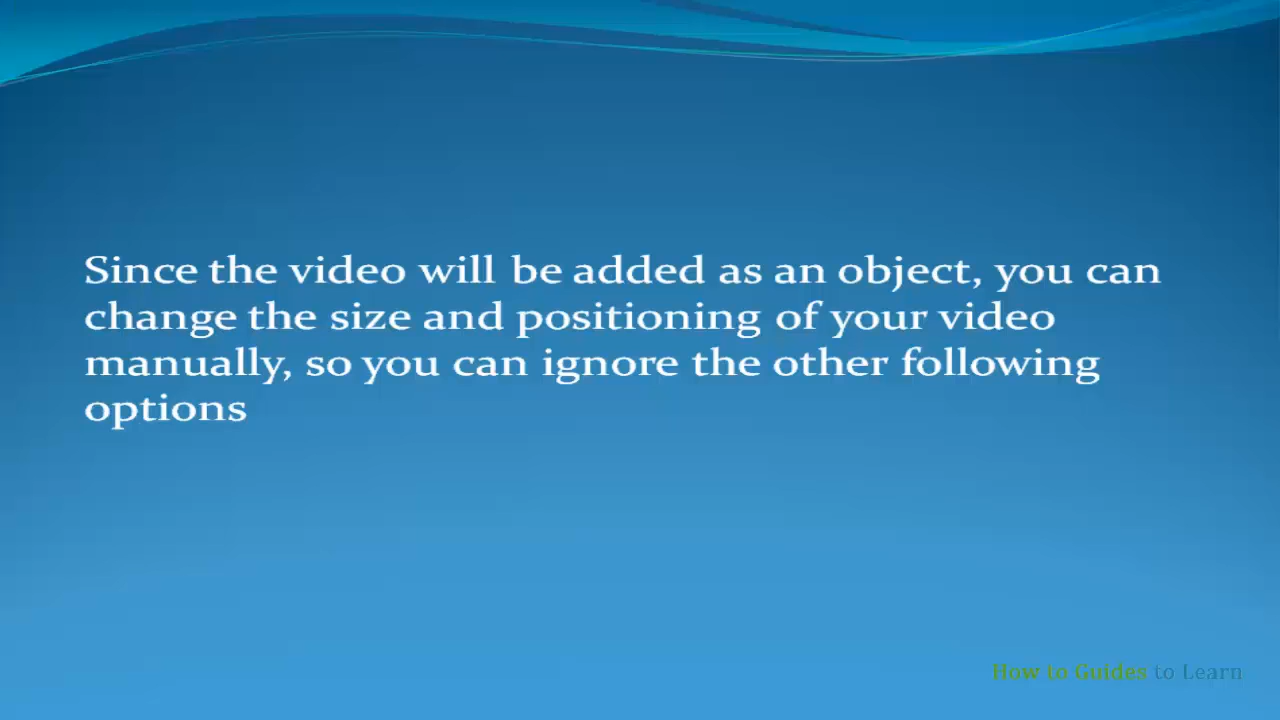 Since the video will be added as an object, you can
change the size and positioning of your video
manually, so you can ignore the other following
options
How to Guides to Learn